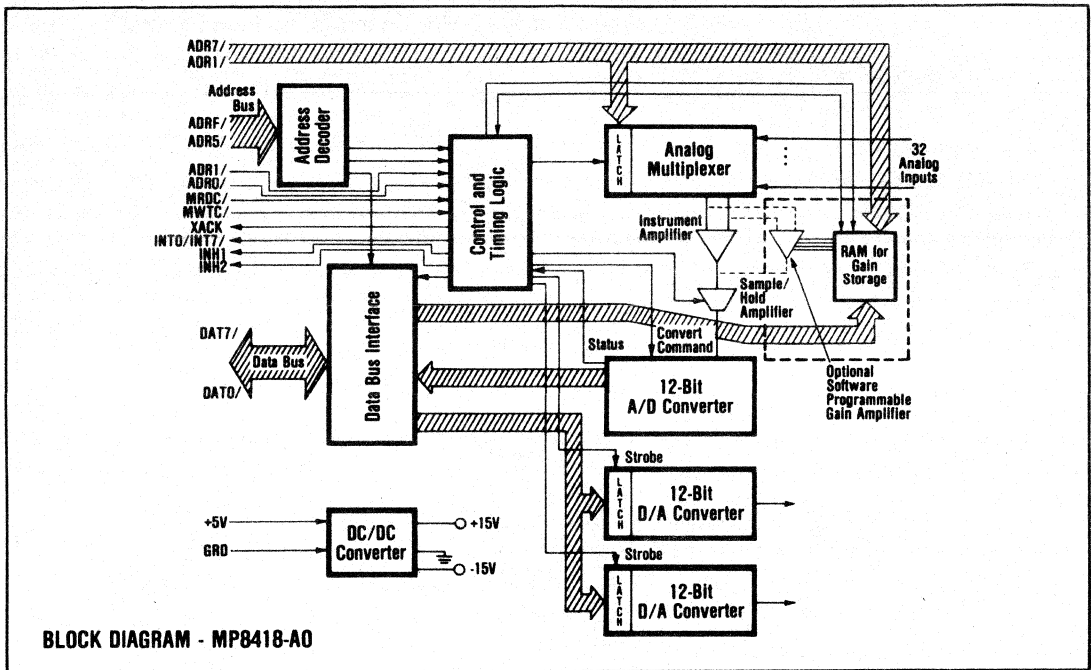 ADR7/
ADR1/
Address
Bus
ADRF/
ADR5/
Address
Decoder
ADR1/
ADR0/
MRDC/
MWTC/
XACK
INT0/INT7/
INH1
INH2
Control and
Timing Logic
LATCH
Analog
Multiplexer
32
Analog
Inputs
Instrument
Amplifier
RAM for
Gain
Storage
Sample/
Hold
Amplifier
Optional
Software
Programmable
Gain Amplifier
DAT7/
Data Bus
DAT0/
Data Bus Interface
Status
Convert
Command
12-Bit
A/D Converter
Strobe
LATCH
12-Bit
D/A Converter
Strobe
LATCH
12-Bit
D/A Converter
+5V
GRD
DC/DC
Converter
+15V
-15V
BLOCK DIAGRAM - MP8418-AO